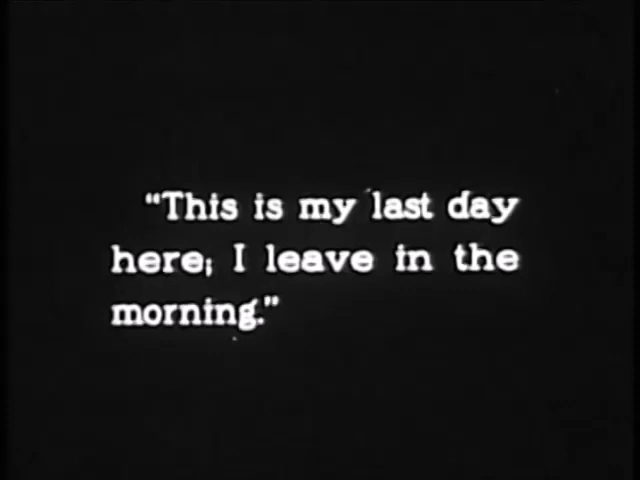 "This is my last day
here; I leave in the
morning."